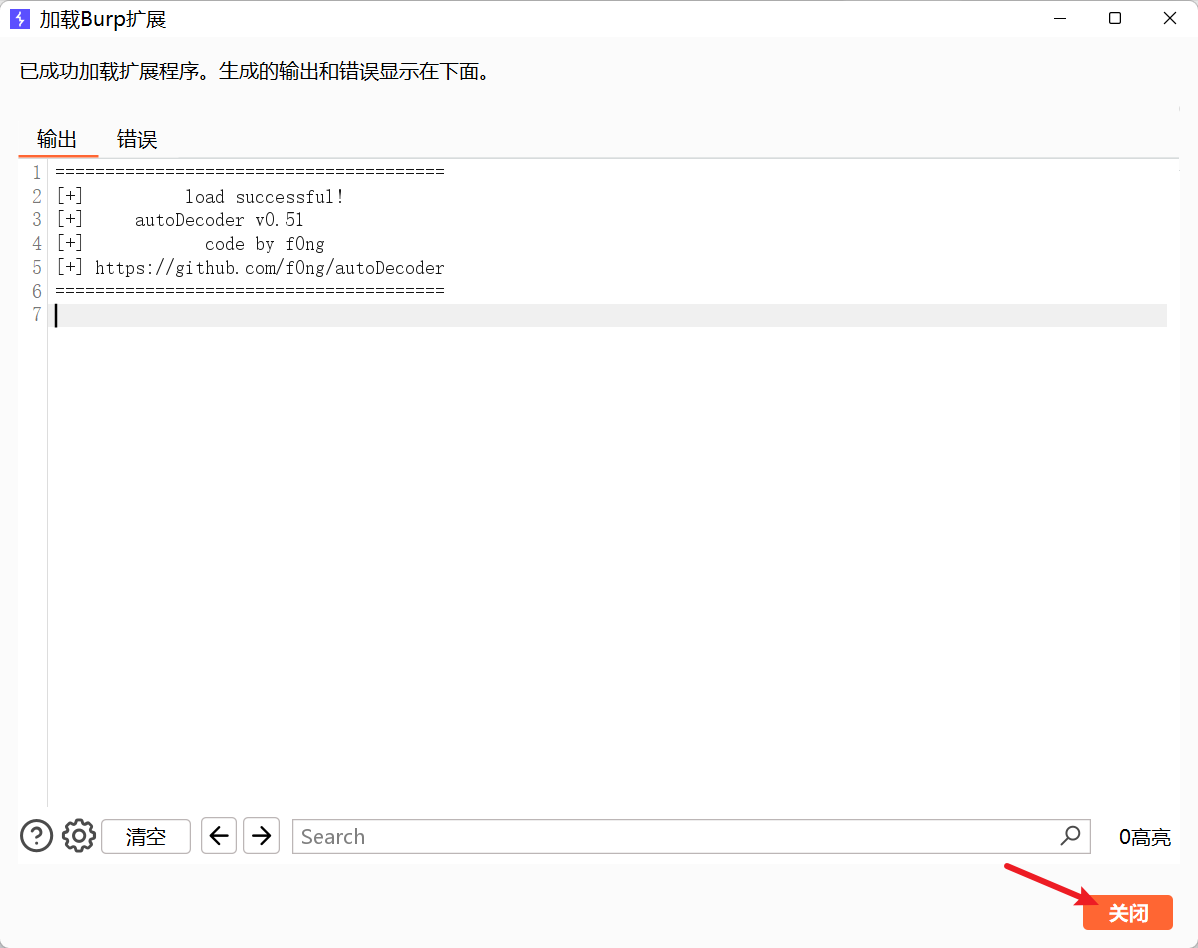 加载Burp扩展
已成功加载扩展程序。生成的输出和错误显示在下面。
输出 错误
1 =======================================
2 [+]          load successful!
3 [+]     autoDecoder v0.51
4 [+]            code by f0ng
5 [+] https://github.com/f0ng/autoDecoder
6 =======================================
7
清空 Search 0高亮
关闭